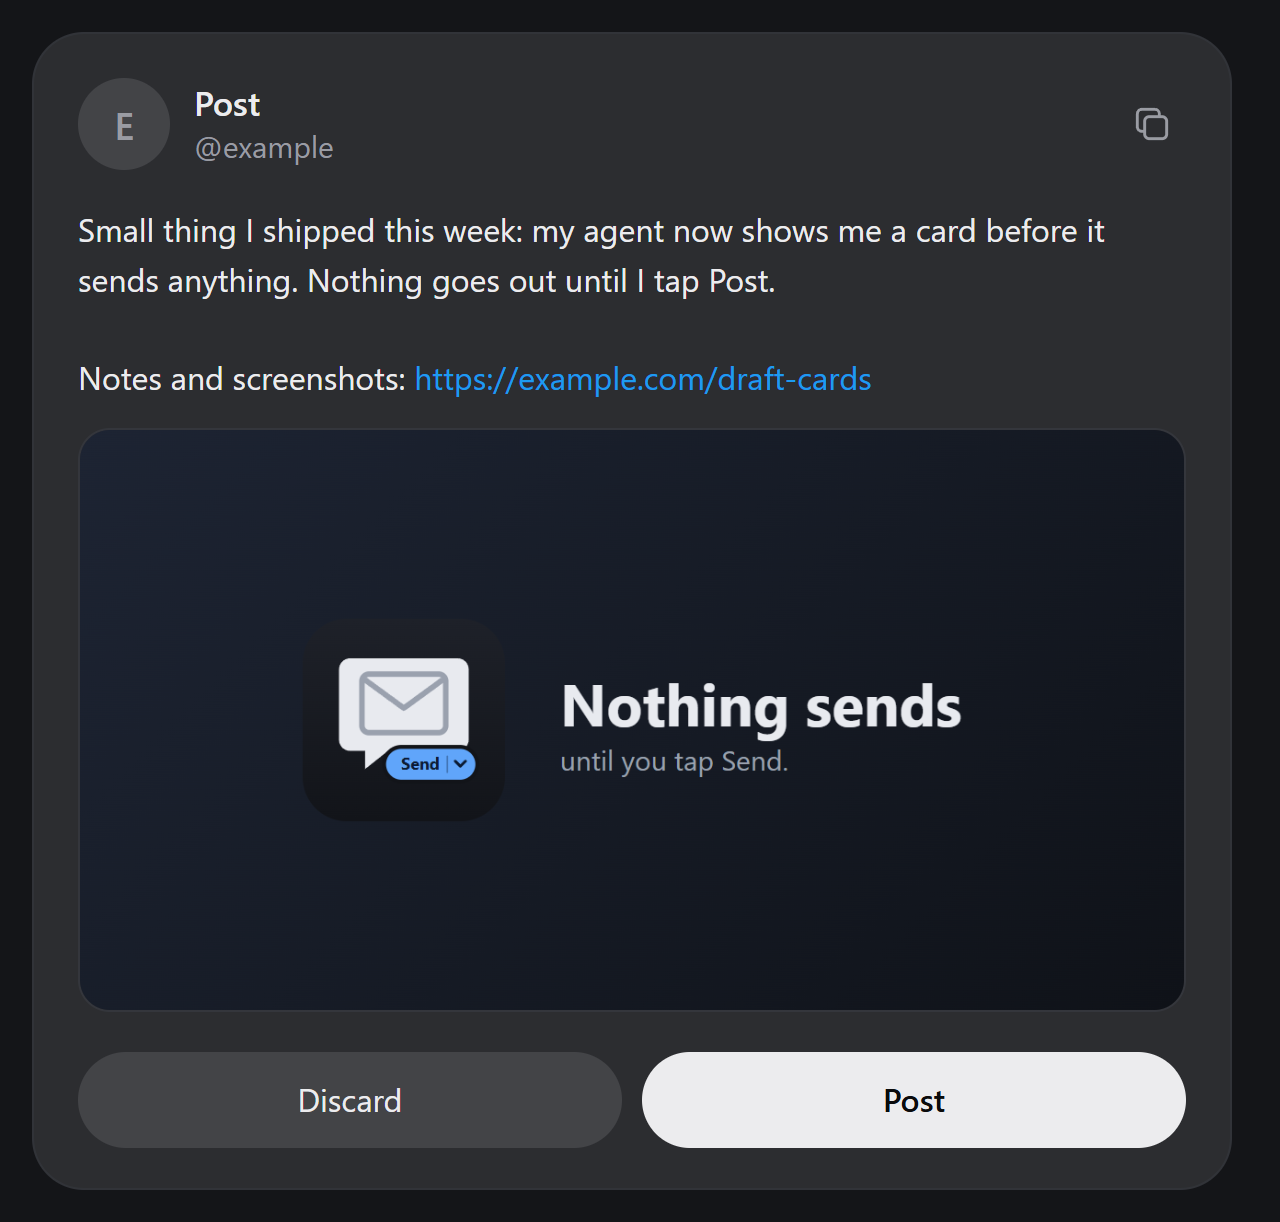 E
Post
@example
Small thing I shipped this week: my agent now shows me a card before it
sends anything. Nothing goes out until I tap Post.
Notes and screenshots: https://example.com/draft-cards
Send
Nothing sends
until you tap Send.
Discard
Post